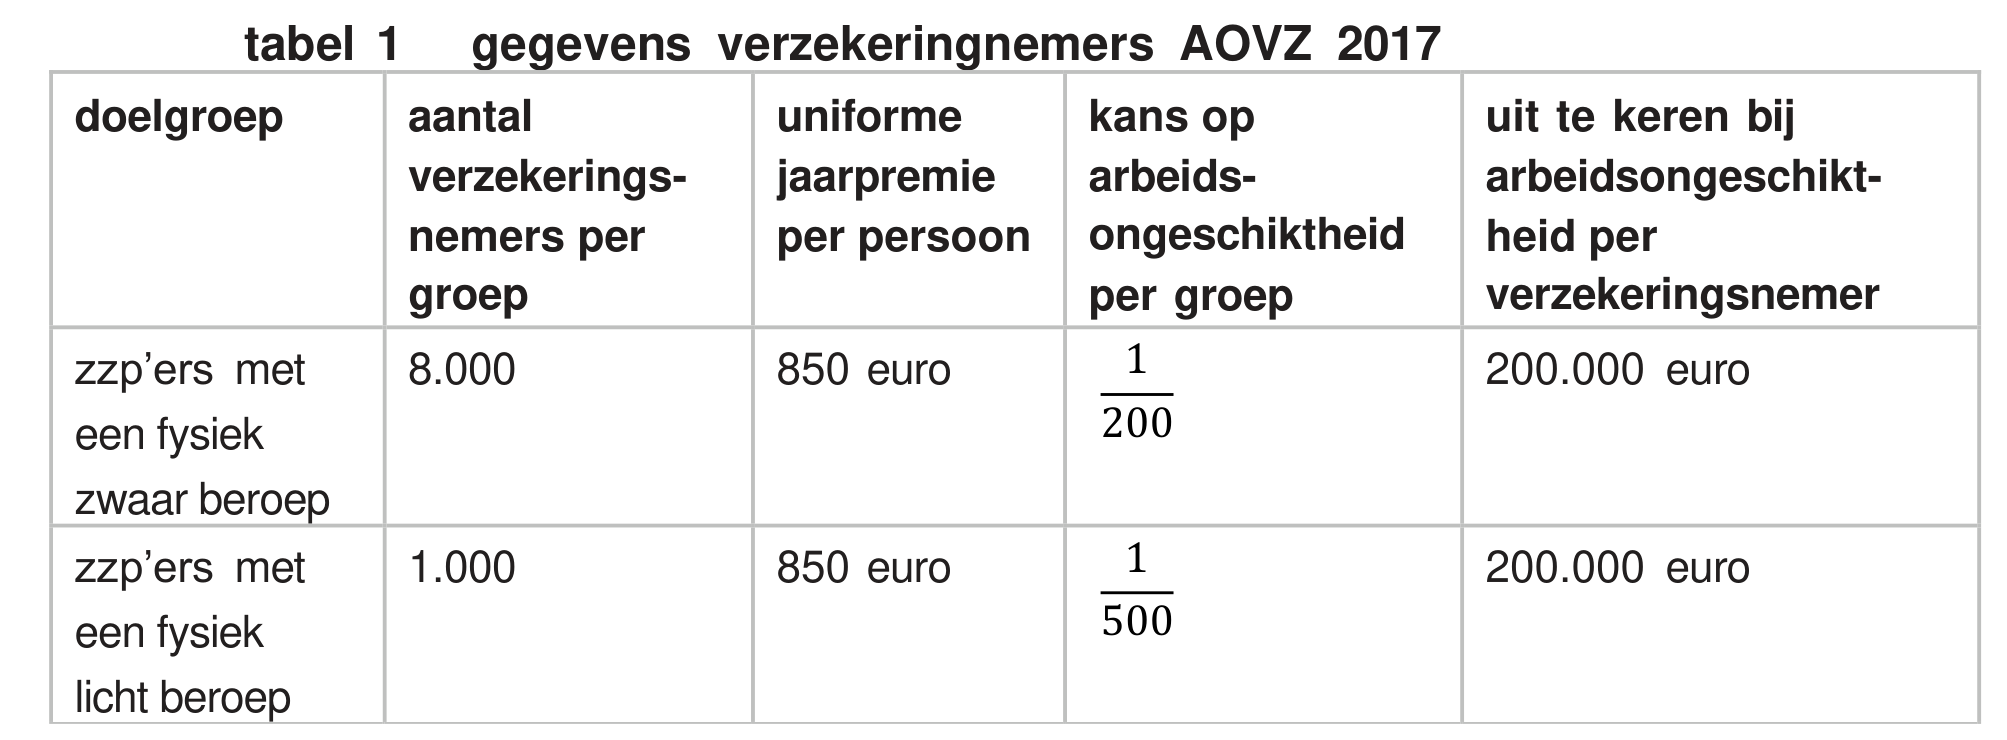 tabel 1 gegevens verzekeringnemers AOVZ 2017
doelgroep
aantal
verzekerings-
nemers per
groep
uniforme
jaarpremie
per persoon
kans op
arbeids-
ongeschiktheid
per groep
uit te keren bij
arbeidsongeschikt-
heid per
verzekeringsnemer
zzp’ers met
een fysiek
zwaar beroep
8.000
850 euro
1
200
200.000 euro
zzp’ers met
een fysiek
licht beroep
1.000
850 euro
1
500
200.000 euro